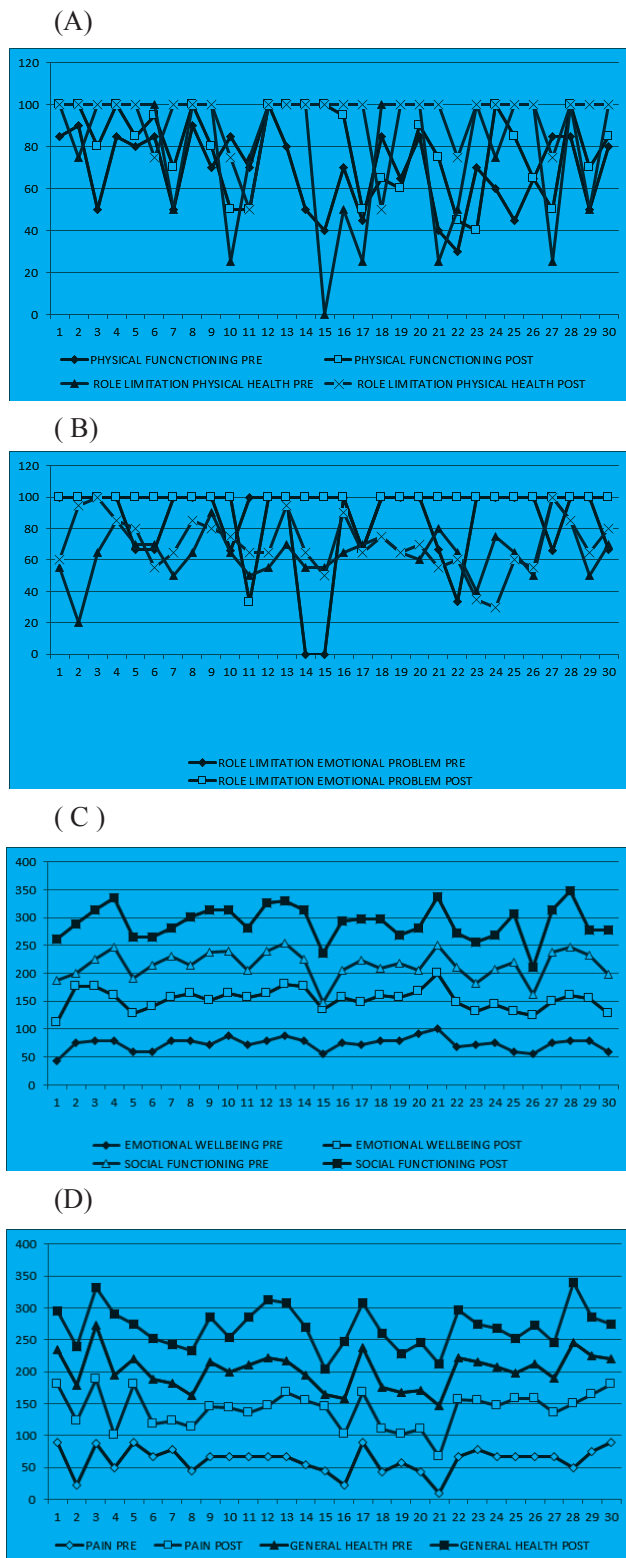 (A)
120
100
80
60
40
20
0
1 2 3 4 5 6 7 8 9 10 11 12 13 14 15 16 17 18 19 20 21 22 23 24 25 26 27 28 29 30
PHYSICAL FUNCNCTIONING PRE PHYSICAL FUNCNCTIONING POST
ROLE LIMITATION PHYSICAL HEALTH PRE ROLE LIMITATION PHYSICAL HEALTH POST
( B)
120
100
80
60
40
20
0
1 2 3 4 5 6 7 8 9 10 11 12 13 14 15 16 17 18 19 20 21 22 23 24 25 26 27 28 29 30
ROLE LIMITATION EMOTIONAL PROBLEM PRE
ROLE LIMITATION EMOTIONAL PROBLEM POST
( C )
400
350
300
250
200
150
100
50
0
1 2 3 4 5 6 7 8 9 10 11 12 13 14 15 16 17 18 19 20 21 22 23 24 25 26 27 28 29 30
EMOTIONAL WELLBEING PRE EMOTIONAL WELLBEING POST
SOCIAL FUNCTIONING PRE SOCIAL FUNCTIONING POST
(D)
400
350
300
250
200
150
100
50
0
1 2 3 4 5 6 7 8 9 10 11 12 13 14 15 16 17 18 19 20 21 22 23 24 25 26 27 28 29 30
PAIN PRE PAIN POST GENERAL HEALTH PRE GENERAL HEALTH POST